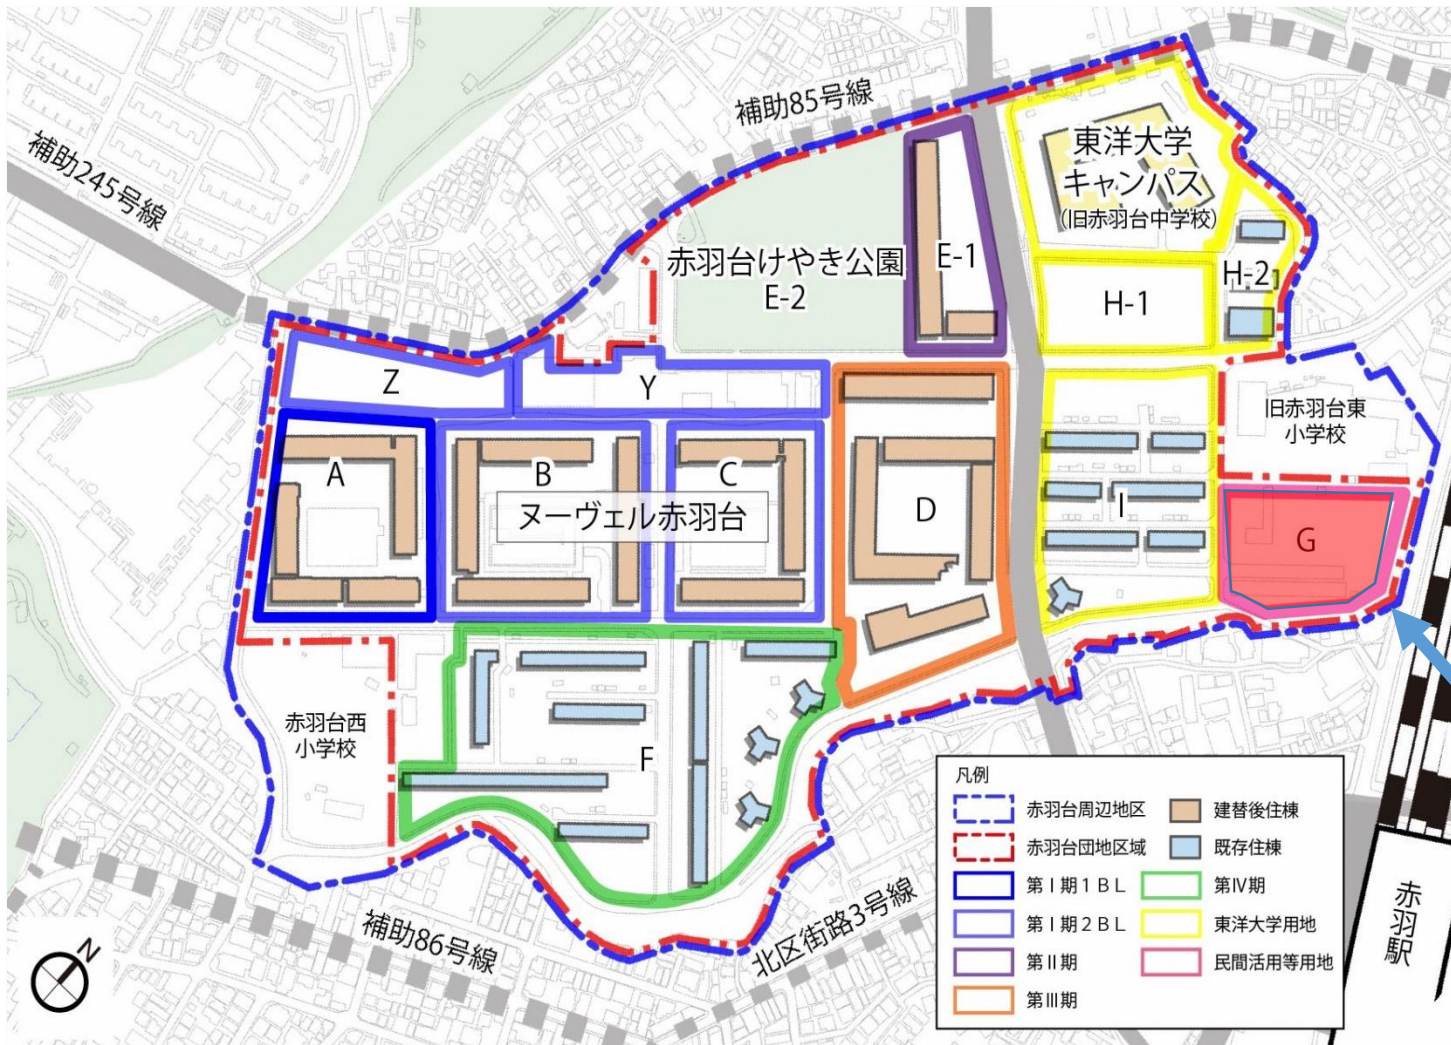 補助85号線
補助245号線
東洋大学
キャンパス
(旧赤羽台中学校)
赤羽台けやき公園
E-2
E-1
H-1
H-2
Z
Y
旧赤羽台東
小学校
A
B
C
D
I
G
ヌーヴェル赤羽台
赤羽台西
小学校
F
補助86号線
北区街路3号線
赤羽駅
N
凡例
赤羽台周辺地区
建替後住棟
赤羽台団地区域
既存住棟
第Ⅰ期1BL
第Ⅳ期
第Ⅰ期2BL
東洋大学用地
第Ⅱ期
民間活用等用地
第Ⅲ期